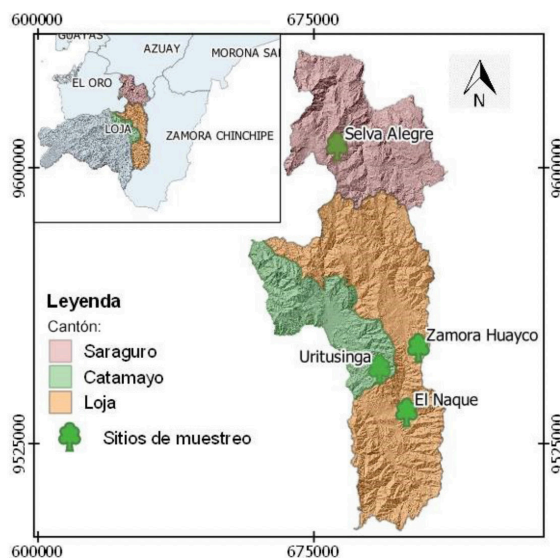 600000
675000
GUAYAS
AZUAY
MORONA SA
EL ORO
LOJA
ZAMORA CHINCHIPE
N
Selva Alegre
9600000
9600000
Leyenda
Cantón:
Saraguro
Catamayo
Loja
Sitios de muestreo
Zamora Huayco
Uritusinga
El Naque
9525000
9525000
600000
675000